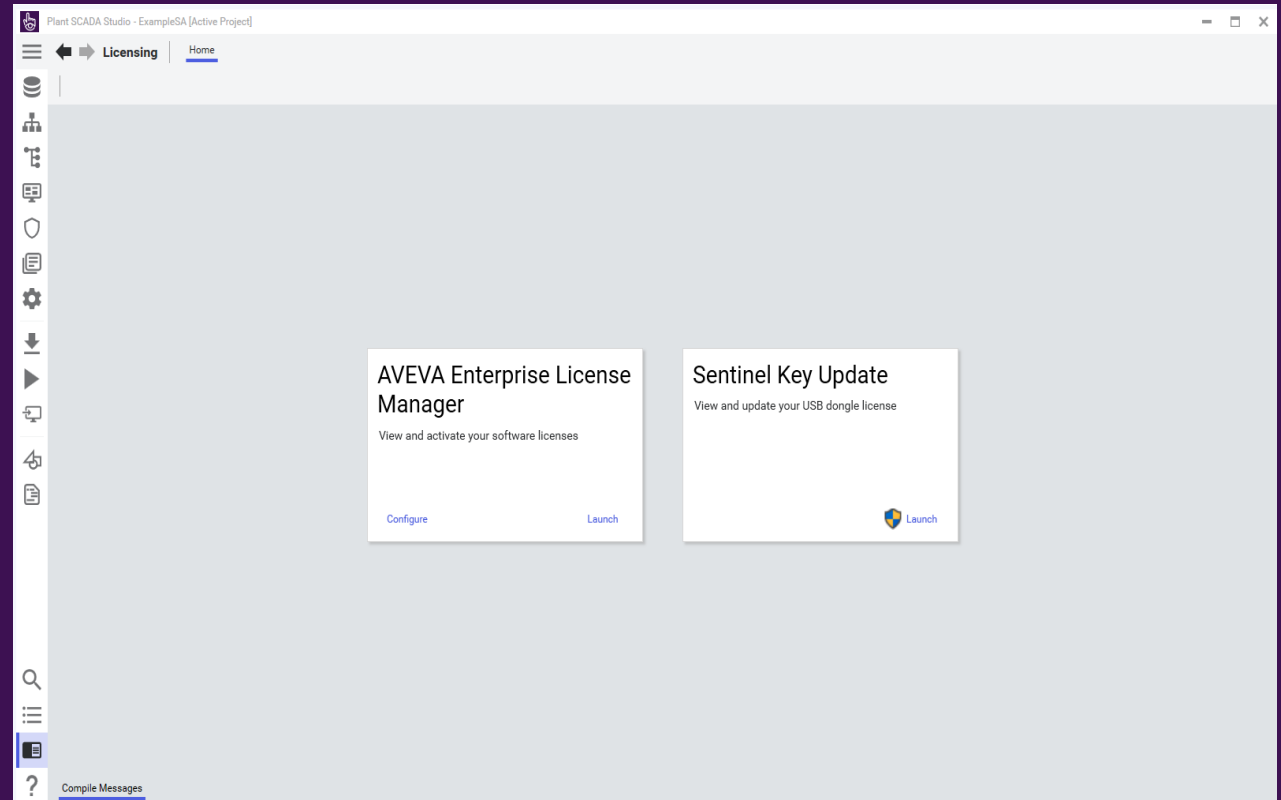 Plant SCADA Studio - ExampleSA [Active Project]
Licensing
Home
AVEVA Enterprise License
Manager
View and activate your software licenses
Configure
Launch
Sentinel Key Update
View and update your USB dongle license
Launch
Compile Messages